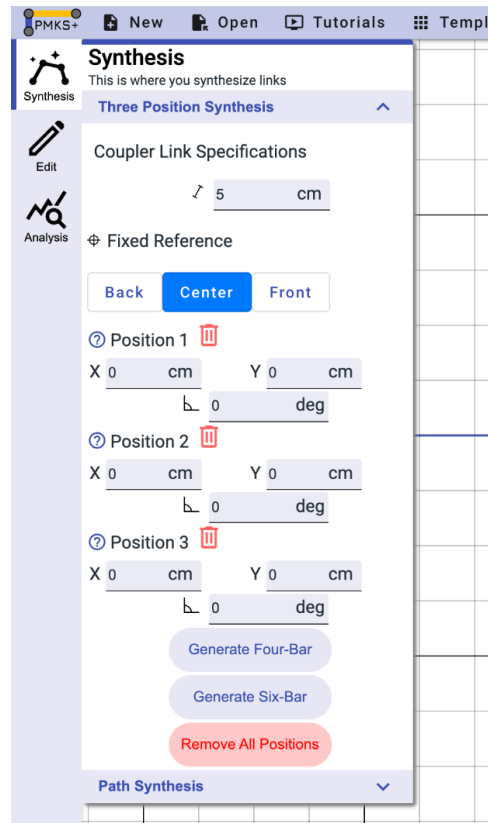 PMKS+ New Open Tutorials Templ
Synthesis
This is where you synthesize links
Synthesis
Three Position Synthesis
Coupler Link Specifications
Edit
5 cm
Analysis
Fixed Reference
Back Center Front
Position 1
X 0 cm Y 0 cm
0 deg
Position 2
X 0 cm Y 0 cm
0 deg
Position 3
X 0 cm Y 0 cm
0 deg
Generate Four-Bar
Generate Six-Bar
Remove All Positions
Path Synthesis